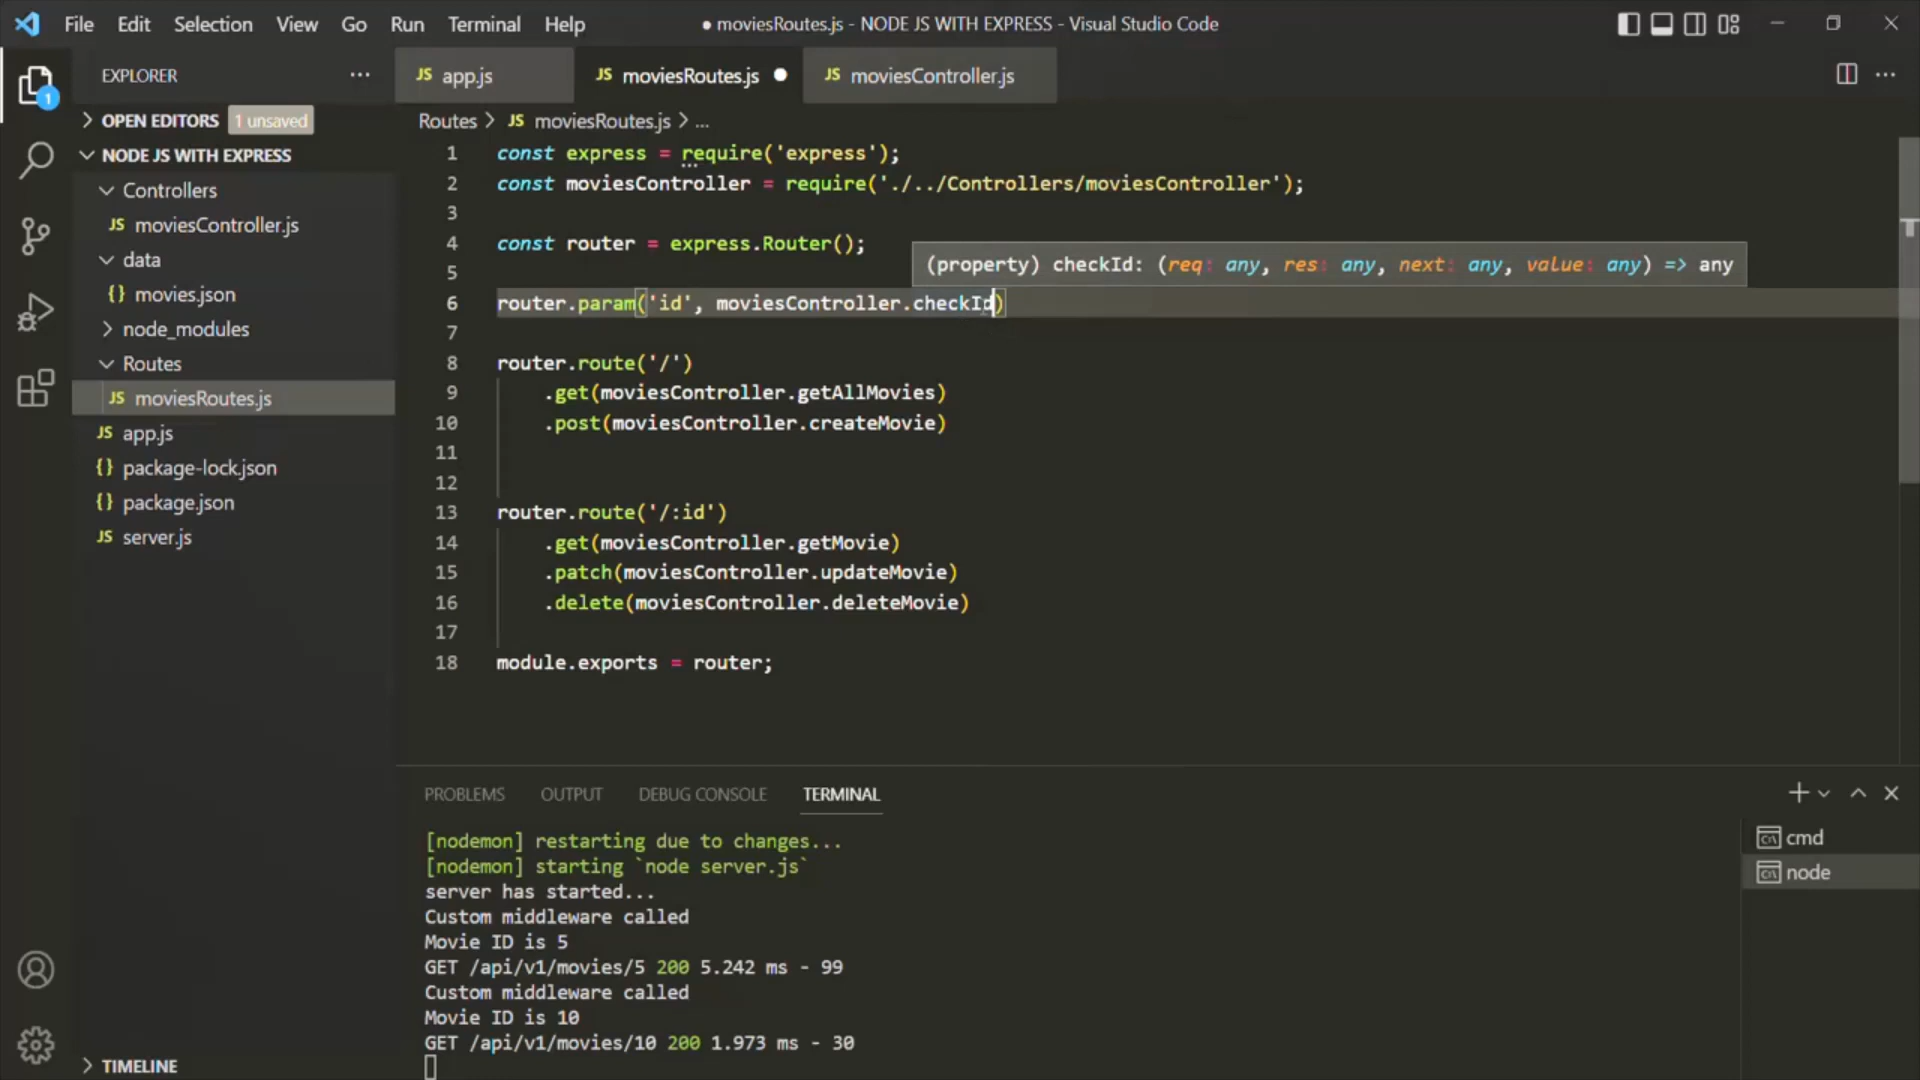 File Edit Selection View Go Run Terminal Help
● moviesRoutes.js - NODE JS WITH EXPRESS - Visual Studio Code
EXPLORER ...
JS app.js
JS moviesRoutes.js ●
JS moviesController.js
1
OPEN EDITORS 1 unsaved
NODE JS WITH EXPRESS
Controllers
JS moviesController.js
data
{} movies.json
node_modules
Routes
JS moviesRoutes.js
JS app.js
{} package-lock.json
{} package.json
JS server.js
TIMELINE
Routes > JS moviesRoutes.js > ...
1 const express = require('express');
2 const moviesController = require('./../Controllers/moviesController');
3
4 const router = express.Router();
(property) checkId: (req: any, res: any, next: any, value: any) => any
5
6 router.param('id', moviesController.checkId)
7
8 router.route('/')
9 .get(moviesController.getAllMovies)
10 .post(moviesController.createMovie)
11
12
13 router.route('/:id')
14 .get(moviesController.getMovie)
15 .patch(moviesController.updateMovie)
16 .delete(moviesController.deleteMovie)
17
18 module.exports = router;
PROBLEMS OUTPUT DEBUG CONSOLE TERMINAL
[nodemon] restarting due to changes...
[nodemon] starting `node server.js`
server has started...
Custom middleware called
Movie ID is 5
GET /api/v1/movies/5 200 5.242 ms - 99
Custom middleware called
Movie ID is 10
GET /api/v1/movies/10 200 1.973 ms - 30
cmd
node